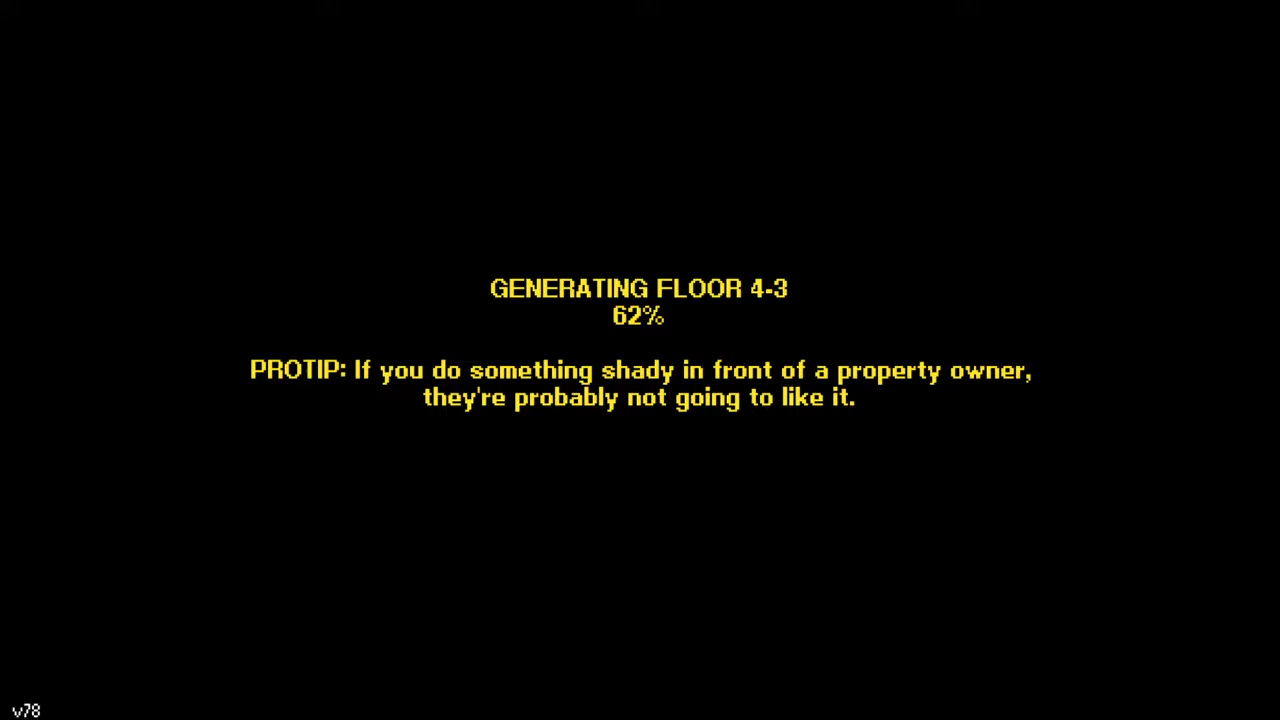 GENERATING FLOOR 4-3
62%
PROTIP: If you do something shady in front of a property owner,
they're probably not going to like it.
v78